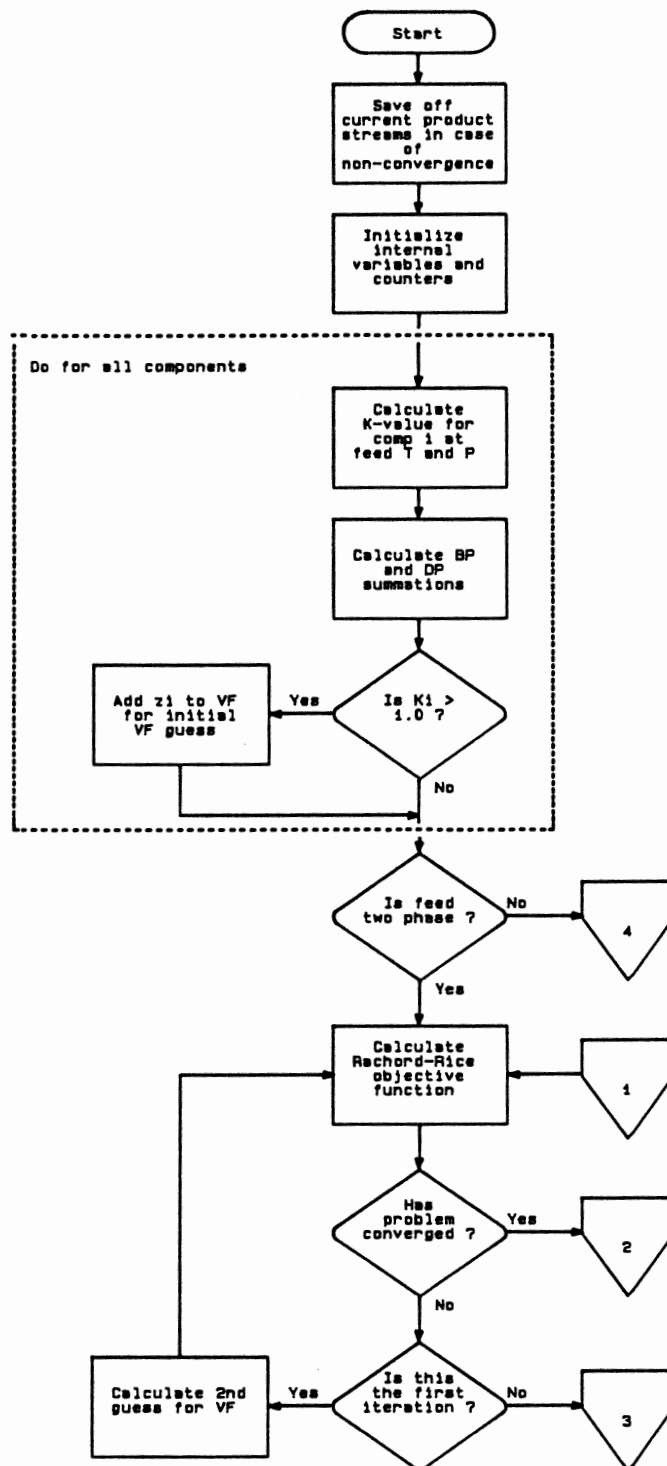 Start
Save off
current product
streams in case
of
non-convergence
Initialize
internal
variables and
counters
Do for all components
Calculate
K-value for
comp i at
feed T and P
Calculate BP
and DP
summations
Add zi to VF
for initial
VF guess
Yes
Is Ki >
1.0 ?
No
Is feed
two phase ?
No
4
Yes
Calculate
Rachord-Rice
objective
function
1
Has
problem
converged ?
Yes
2
No
Calculate 2nd
guess for VF
Yes
Is this
the first
iteration ?
No
3